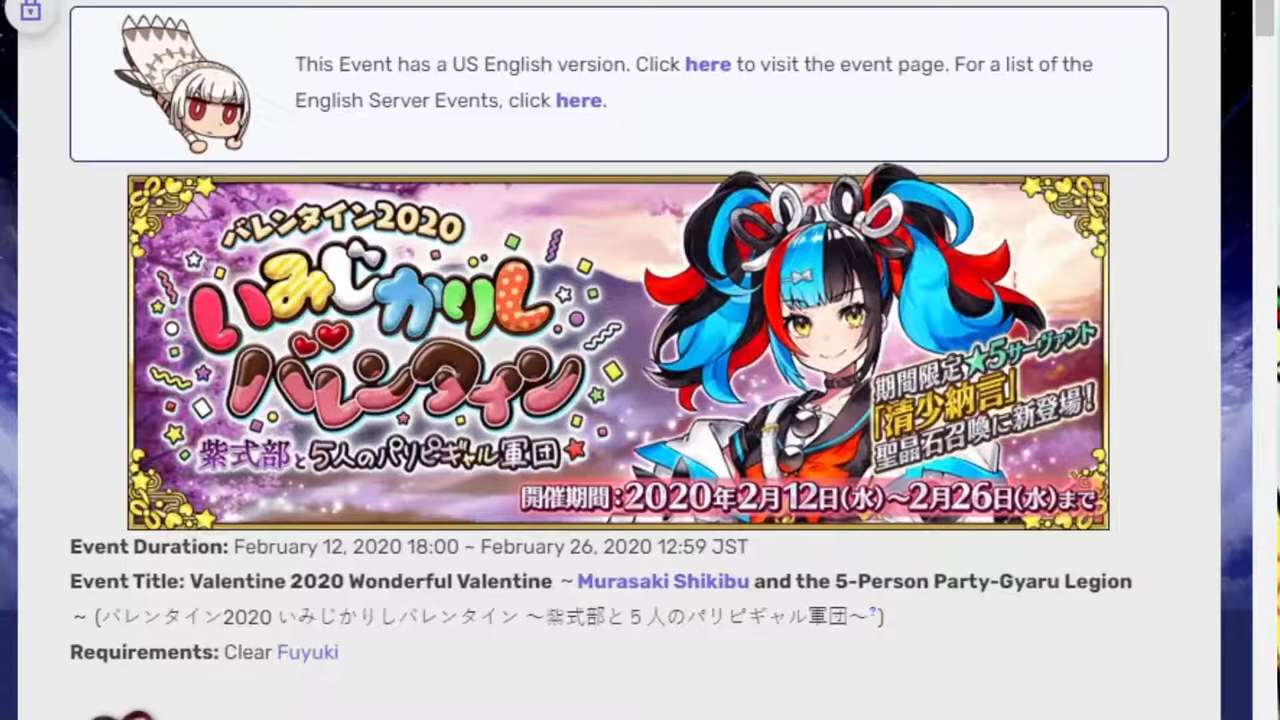 This Event has a US English version. Click here to visit the event page. For a list of the
English Server Events, click here.
バレンタイン2020
いみじかりし
バレンタイン
紫式部と5人のパリピギャル軍団
期間限定★5サーヴァント
「清少納言」
聖晶石召喚に新登場!
開催期間:2020年2月12日(水)~2月26日(水)まで
Event Duration: February 12, 2020 18:00 ~ February 26, 2020 12:59 JST
Event Title: Valentine 2020 Wonderful Valentine ~Murasaki Shikibu and the 5-Person Party-Gyaru Legion
~ (バレンタイン2020 いみじかりしバレンタイン 〜紫式部と５人のパリピギャル軍団〜?)
Requirements: Clear Fuyuki